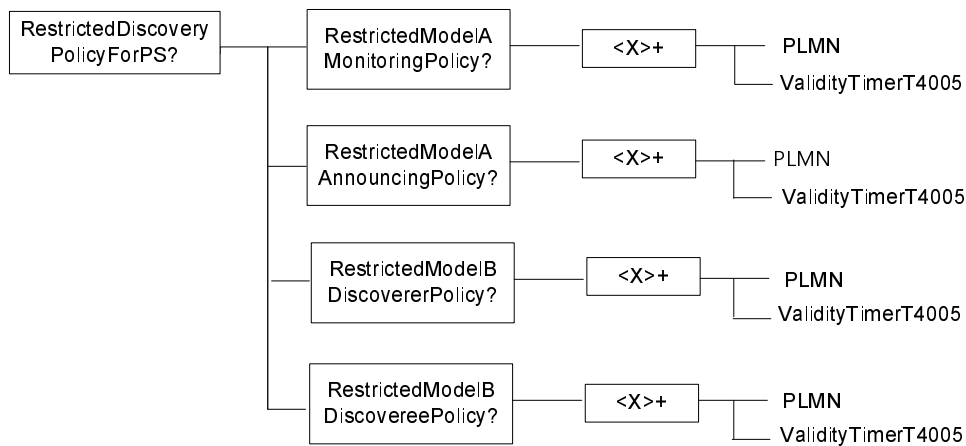 RestrictedDiscovery
PolicyForPS?
RestrictedModelA
MonitoringPolicy?
<X>+
PLMN
ValidityTimerT4005
RestrictedModelA
AnnouncingPolicy?
<X>+
PLMN
ValidityTimerT4005
RestrictedModelB
DiscovererPolicy?
<X>+
PLMN
ValidityTimerT4005
RestrictedModelB
DiscovereePolicy?
<X>+
PLMN
ValidityTimerT4005